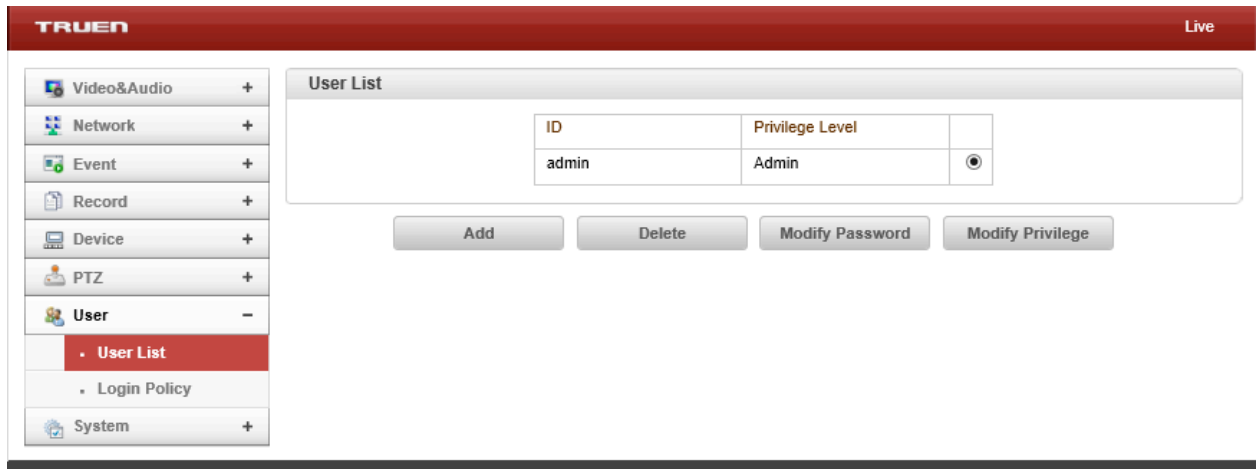 TRUEN
Live
Video&Audio +
Network +
Event +
Record +
Device +
PTZ +
User –
• User List
• Login Policy
System +
User List
ID Privilege Level
admin Admin
Add Delete Modify Password Modify Privilege